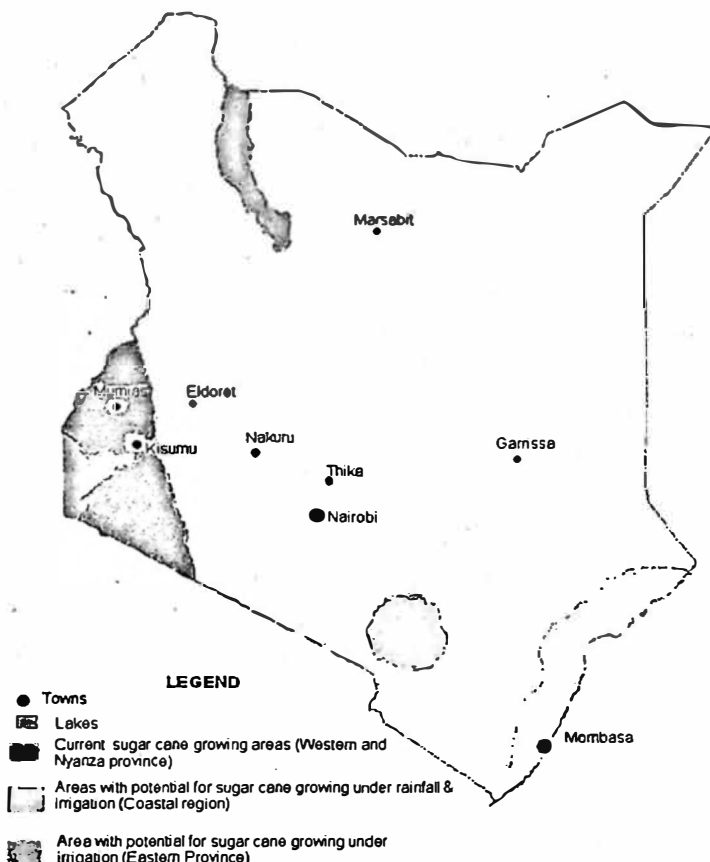 Marsabit
Mumias
Eldoret
Kisumu
Nakuru
Garissa
Thika
Nairobi
LEGEND
Towns
Lakes
Current sugar cane growing areas (Western and
Nyanza province)
Areas with potential for sugar cane growing under rainfall &
Irrigation (Coastal region)
Mombasa
Area with potential for sugar cane growing under
irrigation (Eastern Province)